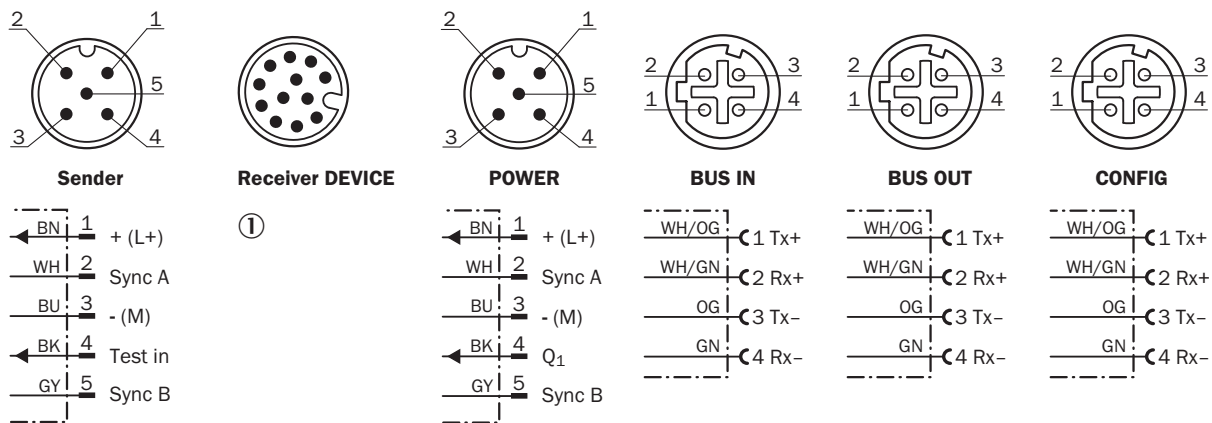 2 1
5
3 4
Sender
BN 1 + (L+)
WH 2 Sync A
BU 3 - (M)
BK 4 Test in
GY 5 Sync B
Receiver DEVICE
①
2 1
5
3 4
POWER
BN 1 + (L+)
WH 2 Sync A
BU 3 - (M)
BK 4 Q₁
GY 5 Sync B
2 3
1 4
BUS IN
WH/OG 1 Tx+
WH/GN 2 Rx+
OG 3 Tx–
GN 4 Rx–
2 3
1 4
BUS OUT
WH/OG 1 Tx+
WH/GN 2 Rx+
OG 3 Tx–
GN 4 Rx–
2 3
1 4
CONFIG
WH/OG 1 Tx+
WH/GN 2 Rx+
OG 3 Tx–
GN 4 Rx–